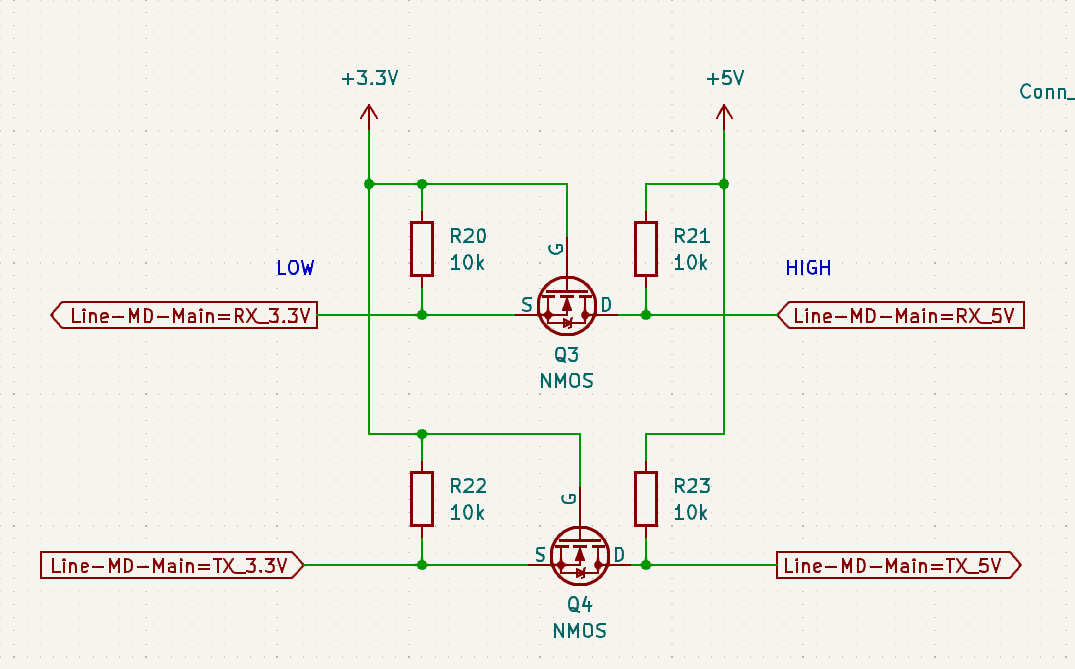 +3.3V
+5V
Conn_
R20
10k
R21
10k
G
LOW
HIGH
Line-MD-Main=RX_3.3V
S
D
Line-MD-Main=RX_5V
Q3
NMOS
R22
10k
R23
10k
G
Line-MD-Main=TX_3.3V
S
D
Line-MD-Main=TX_5V
Q4
NMOS